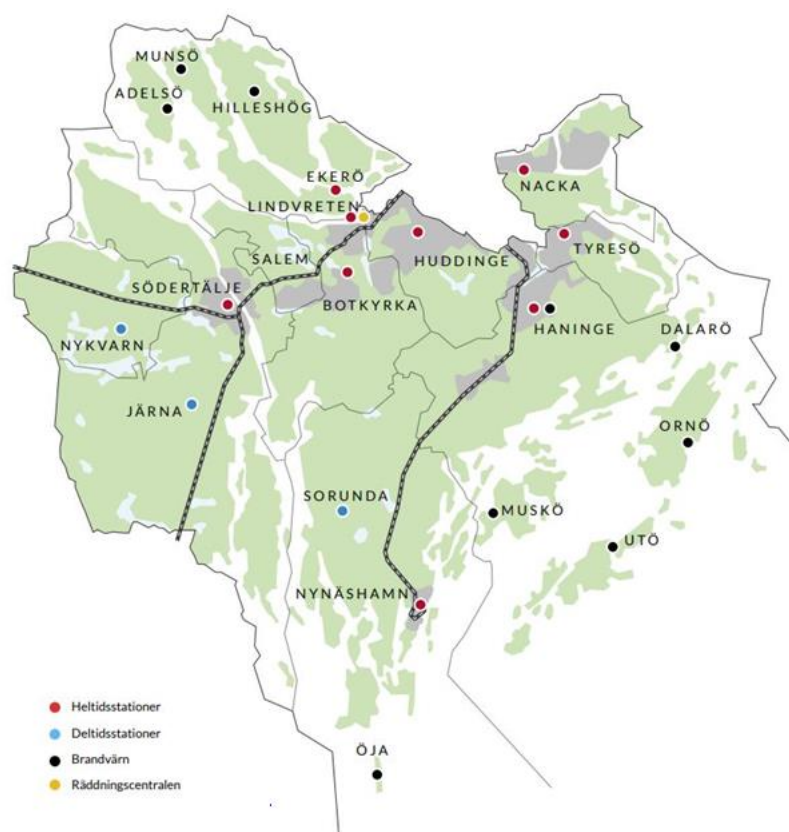 MUNSÖ
ADELSÖ
HILLESHÖG
EKERÖ
NACKA
LINDVRETEN
TYRESÖ
SALEM
HUDDINGE
SÖDERTÄLJE
BOTKYRKA
HANINGE
DALARÖ
NYKVARN
JÄRNA
ORNÖ
SORUNDA
MUSKÖ
UTÖ
NYNÄSHAMN
Heltidsstationer
Deltidsstationer
ÖJA
Brandvärn
Räddningscentralen